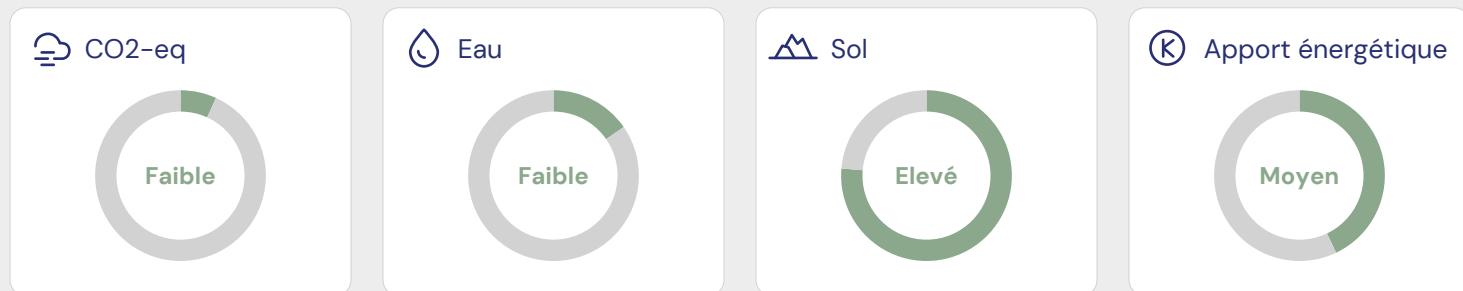 CO2-eq
Faible
Eau
Faible
Sol
Elevé
Apport énergétique
Moyen